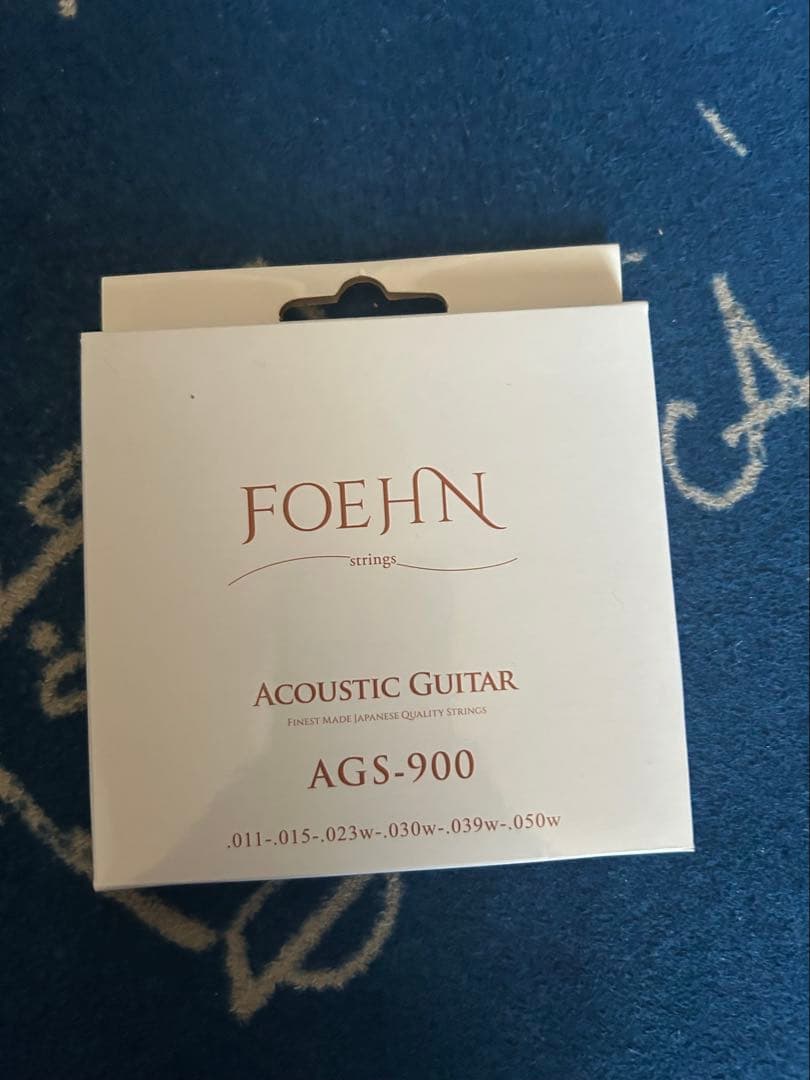 FOEHN
strings
ACOUSTIC GUITAR
FINEST MADE JAPANESE QUALITY STRINGS
AGS-900
.011-.015-.023w-.030w-.039w-.050w